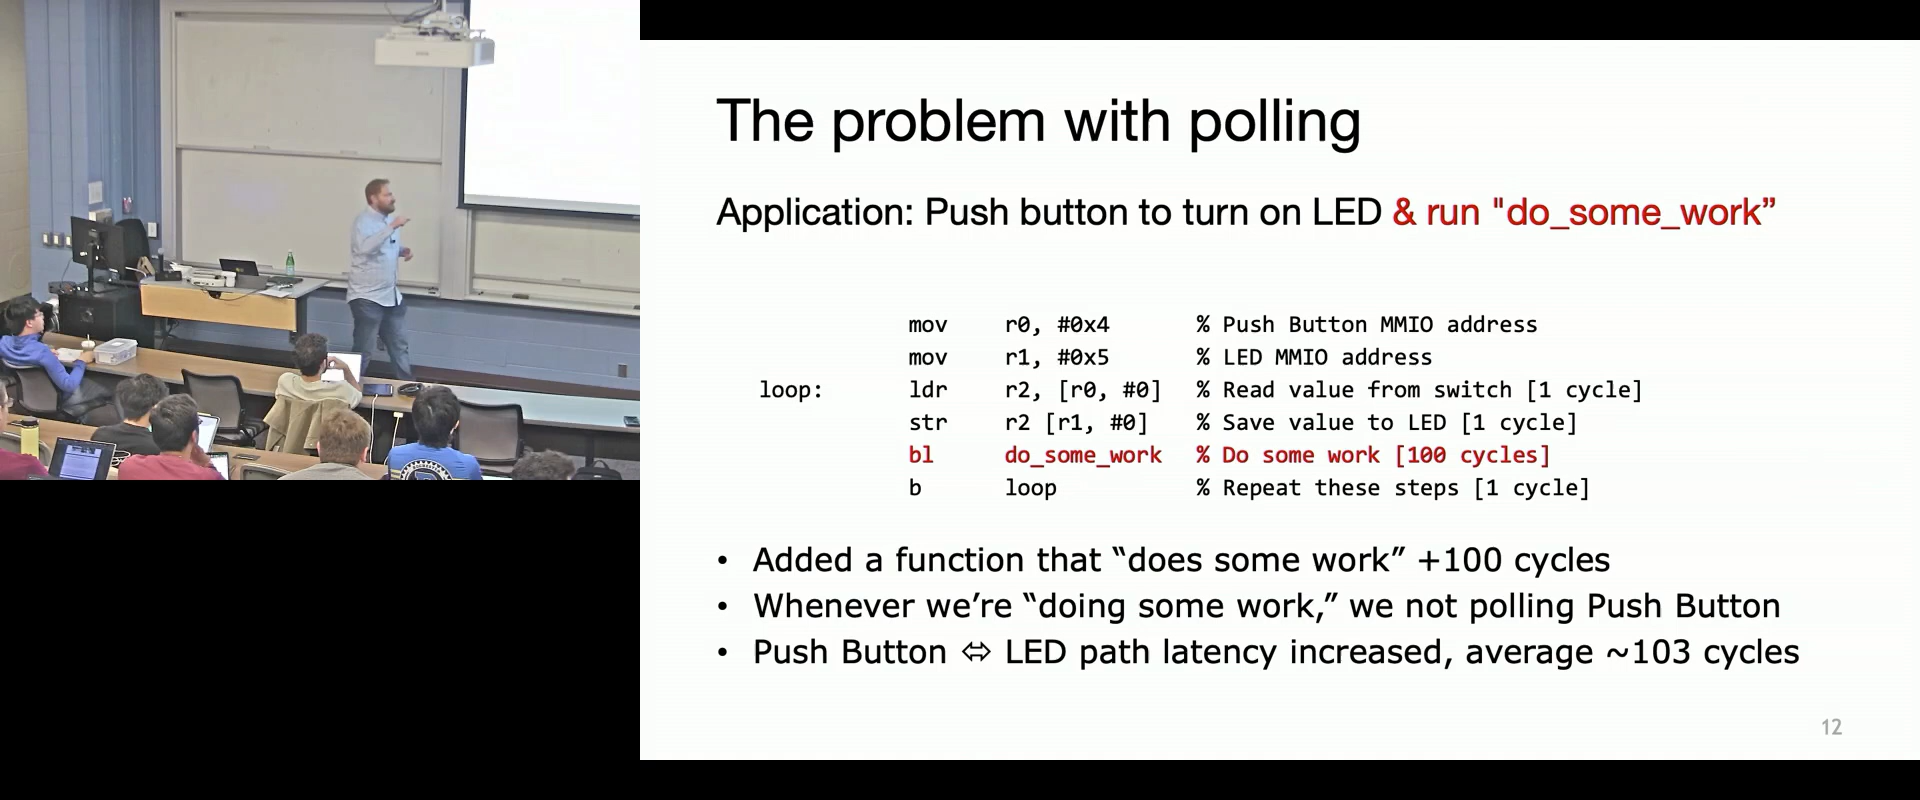 The problem with polling
Application: Push button to turn on LED & run "do_some_work”
mov r0, #0x4 % Push Button MMIO address
mov r1, #0x5 % LED MMIO address
loop: ldr r2, [r0, #0] % Read value from switch [1 cycle]
str r2 [r1, #0] % Save value to LED [1 cycle]
bl do_some_work % Do some work [100 cycles]
b loop % Repeat these steps [1 cycle]
• Added a function that “does some work” +100 cycles
• Whenever we’re “doing some work,” we not polling Push Button
• Push Button ⇔ LED path latency increased, average ~103 cycles
12